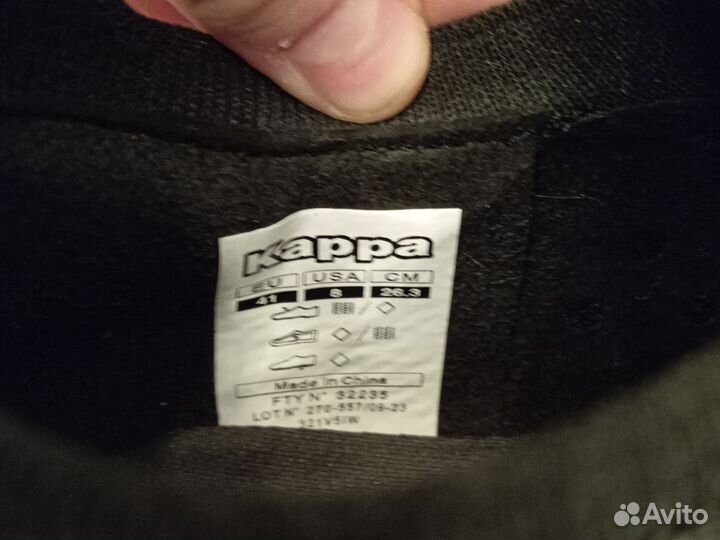 Kappa
EU USA CM
41 8 26.3
Made in China
FTY N° 32235
LOT N° 270-557/09-23
321V51W
Avito